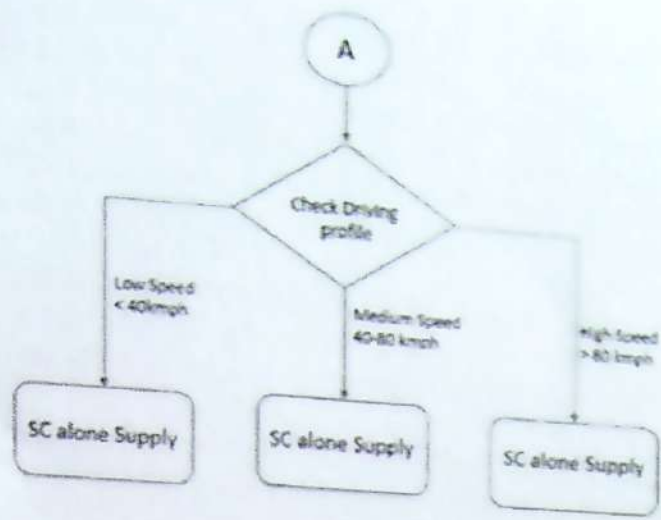 A
Check Driving
profile
Low Speed
< 40kmph
Medium Speed
40-80 kmph
High Speed
> 80 kmph
SC alone Supply
SC alone Supply
SC alone Supply